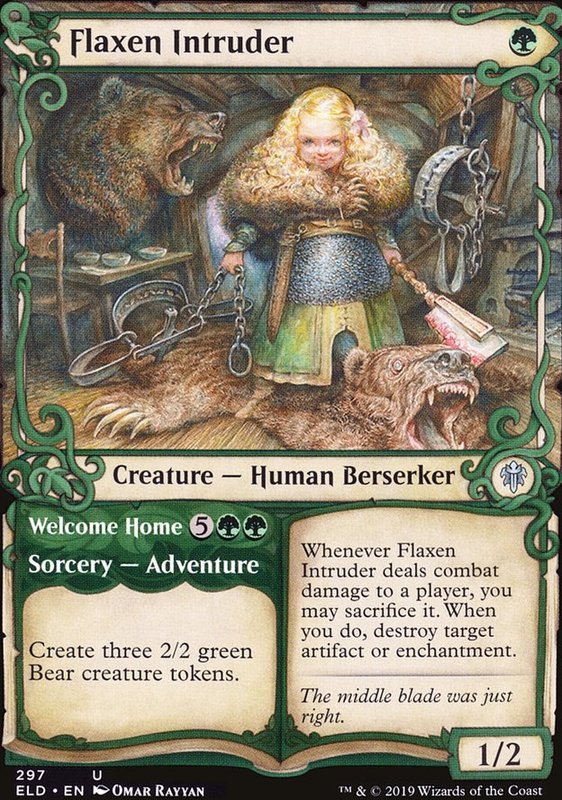 Flaxen Intruder
Creature — Human Berserker
Welcome Home 5
Sorcery — Adventure
Create three 2/2 green
Bear creature tokens.
Whenever Flaxen
Intruder deals combat
damage to a player, you
may sacrifice it. When
you do, destroy target
artifact or enchantment.
The middle blade was just
right.
1/2
297 U
ELD • EN OMAR RAYYAN
™ & © 2019 Wizards of the Coast